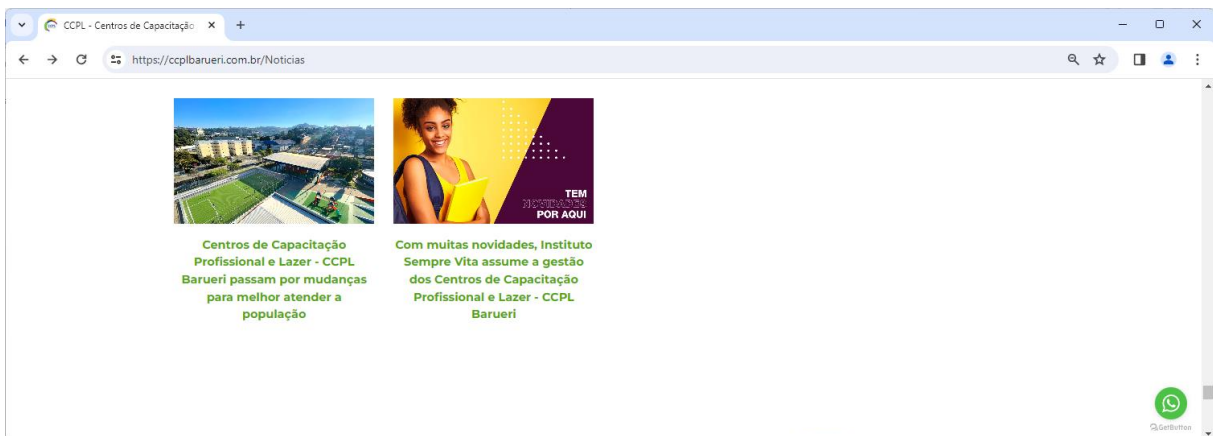 CCPL - Centros de Capacitação
https://ccplbarueri.com.br/Noticias
TEM
NOVIDADES
POR AQUI
Centros de Capacitação
Profissional e Lazer - CCPL
Barueri passam por mudanças
para melhor atender a
população
Com muitas novidades, Instituto
Sempre Vita assume a gestão
dos Centros de Capacitação
Profissional e Lazer - CCPL
Barueri
GetButton